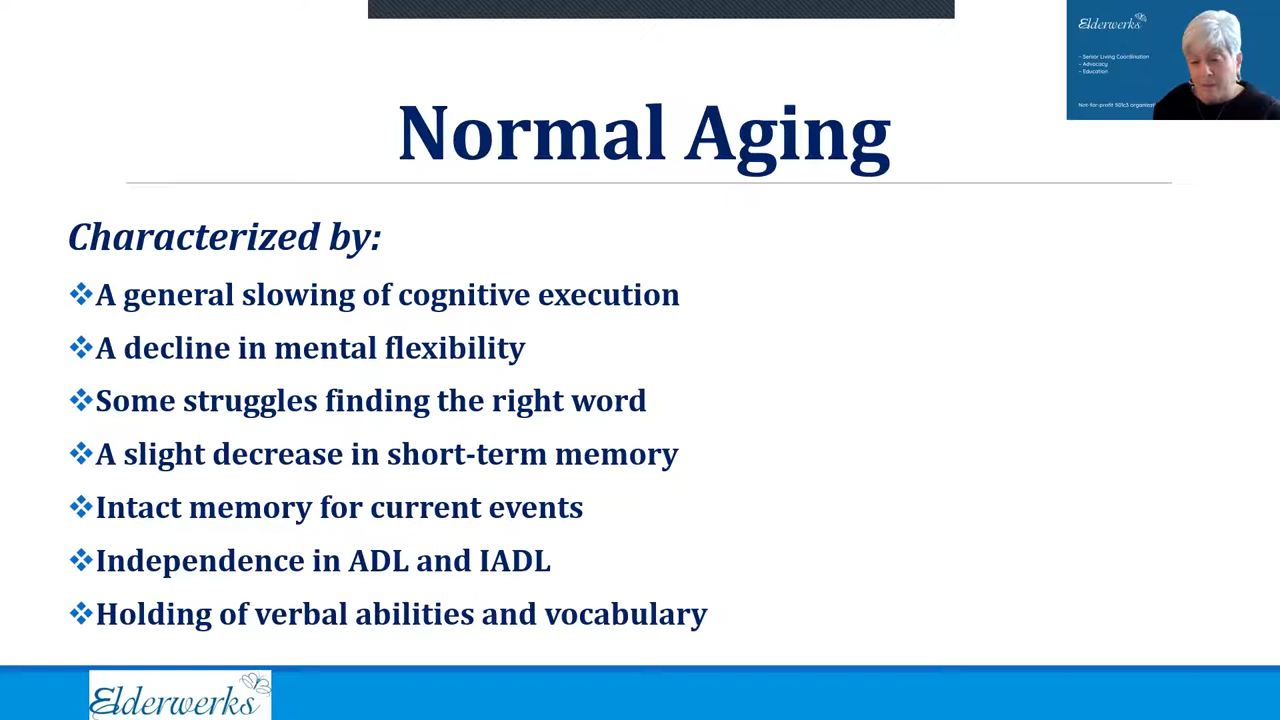 Elderwerks
- Senior Living Coordination
- Advocacy
- Education
Not-for-profit 501c3
Normal Aging
Characterized by:
❖A general slowing of cognitive execution
❖A decline in mental flexibility
❖Some struggles finding the right word
❖A slight decrease in short-term memory
❖Intact memory for current events
❖Independence in ADL and IADL
❖Holding of verbal abilities and vocabulary
Elderwerks